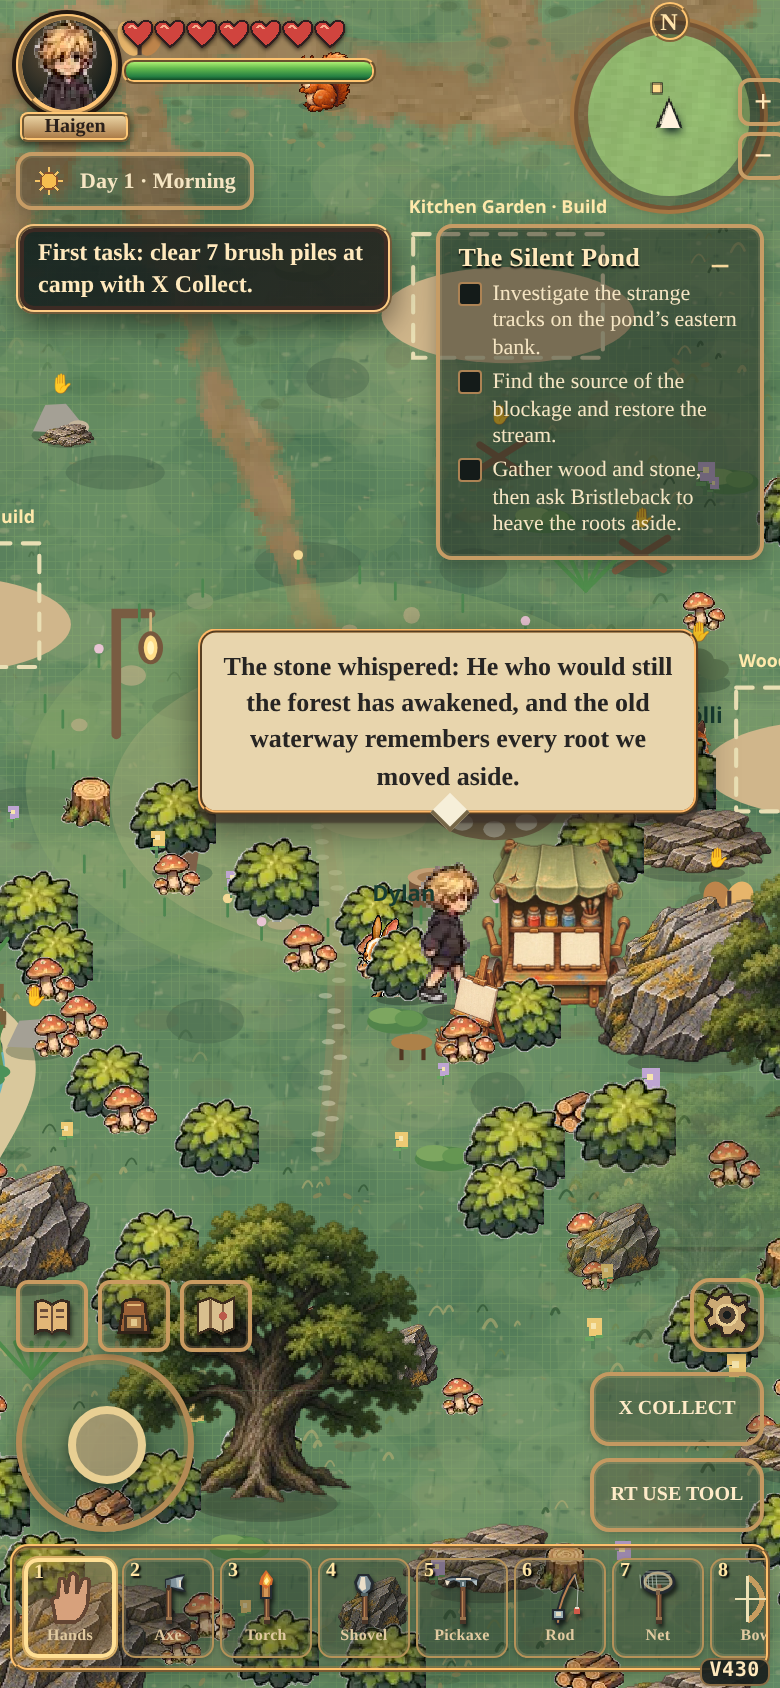 N
Haigen
+
Day 1 · Morning
−
Kitchen Garden · Build
First task: clear 7 brush piles at
camp with X Collect.
The Silent Pond
−
Investigate the strange
tracks on the pond’s eastern
bank.
Find the source of the
blockage and restore the
stream.
Gather wood and stone,
then ask Bristleback to
heave the roots aside.
uild
The stone whispered: He who would still
the forest has awakened, and the old
waterway remembers every root we
moved aside.
Woo
lli
Dylan
X COLLECT
RT USE TOOL
1
2
3
4
5
6
7
8
Hands
Axe
Torch
Shovel
Pickaxe
Rod
Net
Bow
V430